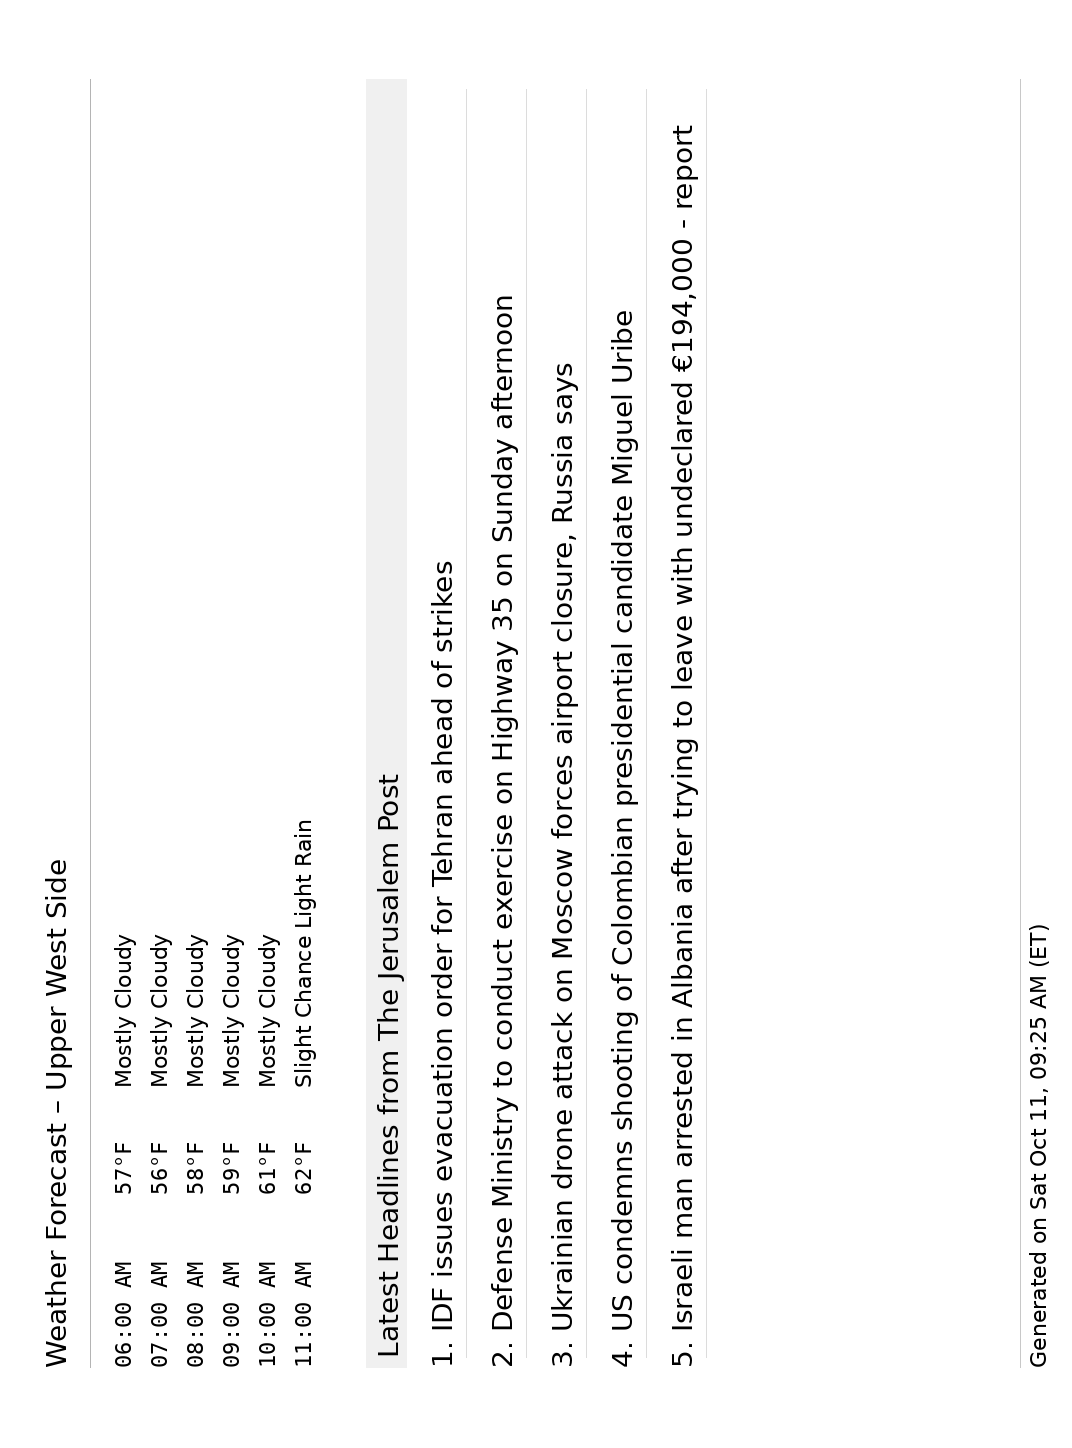 Weather Forecast – Upper West Side
06:00 AM 57°F Mostly Cloudy
07:00 AM 56°F Mostly Cloudy
08:00 AM 58°F Mostly Cloudy
09:00 AM 59°F Mostly Cloudy
10:00 AM 61°F Mostly Cloudy
11:00 AM 62°F Slight Chance Light Rain
Latest Headlines from The Jerusalem Post
1. IDF issues evacuation order for Tehran ahead of strikes
2. Defense Ministry to conduct exercise on Highway 35 on Sunday afternoon
3. Ukrainian drone attack on Moscow forces airport closure, Russia says
4. US condemns shooting of Colombian presidential candidate Miguel Uribe
5. Israeli man arrested in Albania after trying to leave with undeclared €194,000 - report
Generated on Sat Oct 11, 09:25 AM (ET)